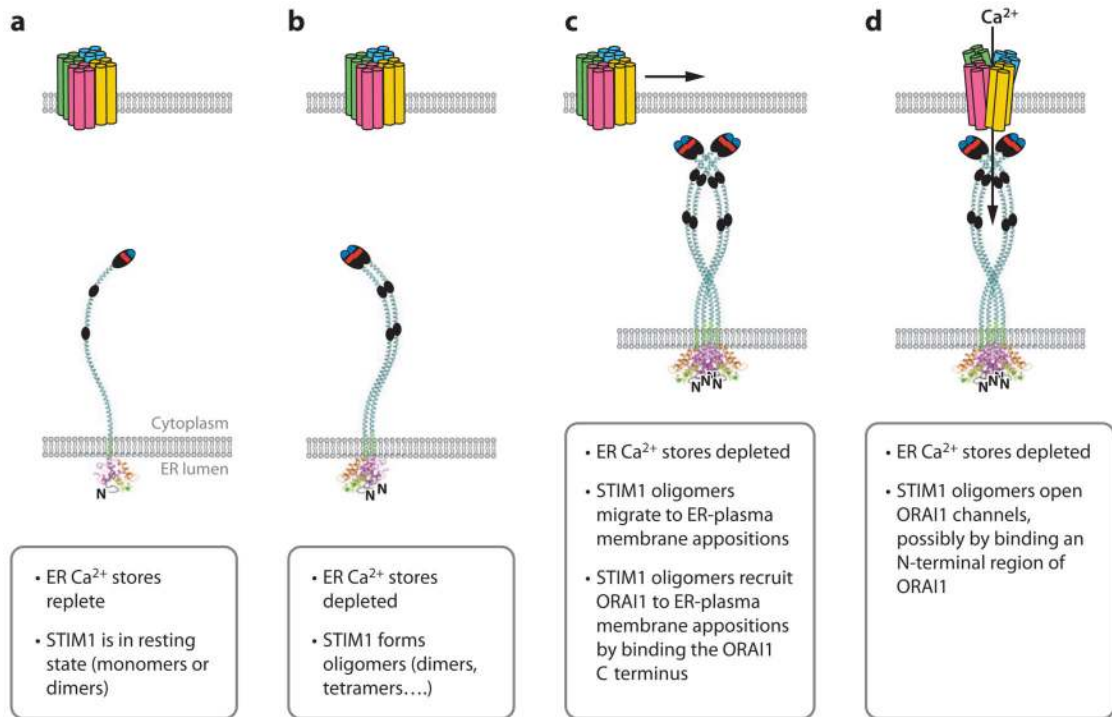 a
Cytoplasm
ER lumen
N
• ER Ca²⁺ stores
replete
• STIM1 is in resting
state (monomers or
dimers)
b
N N
• ER Ca²⁺ stores
depleted
• STIM1 forms
oligomers (dimers,
tetramers….)
c
N N N
• ER Ca²⁺ stores depleted
• STIM1 oligomers
migrate to ER-plasma
membrane appositions
• STIM1 oligomers recruit
ORAI1 to ER-plasma
membrane appositions
by binding the ORAI1
C terminus
d
Ca²⁺
N N N
• ER Ca²⁺ stores depleted
• STIM1 oligomers open
ORAI1 channels,
possibly by binding an
N-terminal region of
ORAI1